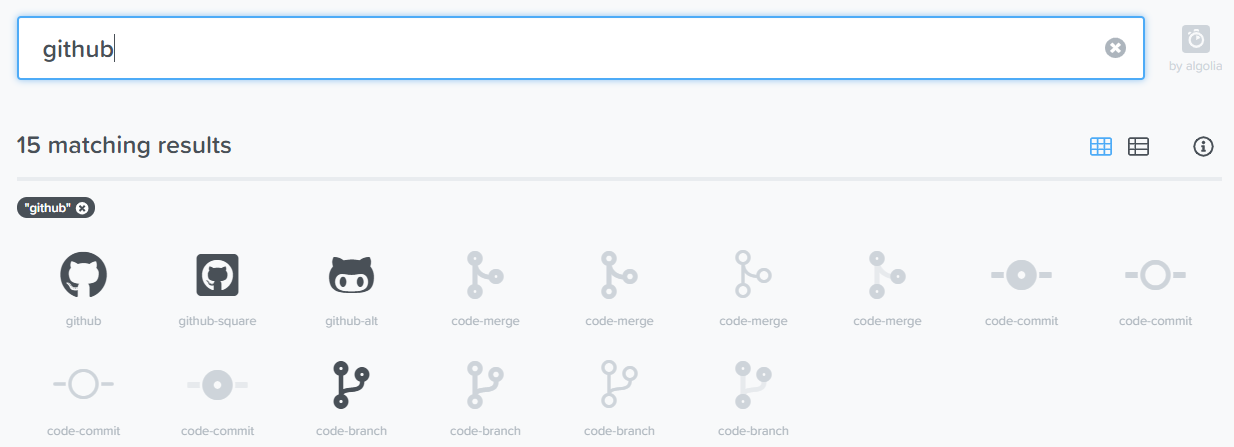 github
by algolia
15 matching results
"github"
github github-square github-alt code-merge code-merge code-merge code-merge code-commit code-commit
code-commit code-commit code-branch code-branch code-branch code-branch